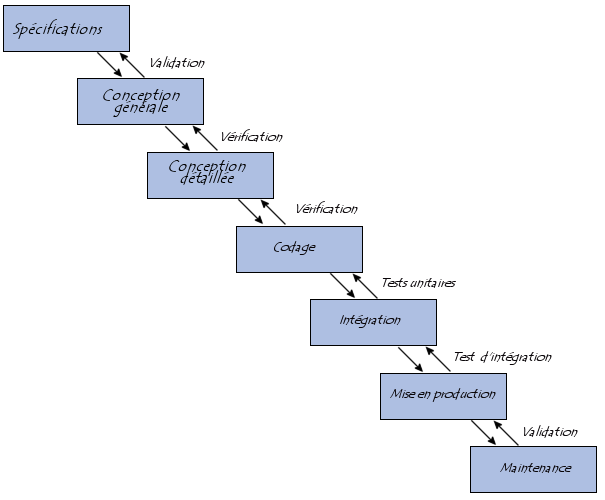 Spécifications
Validation
Conception
générale
Vérification
Conception
détaillée
Vérification
Codage
Tests unitaires
Intégration
Test d'intégration
Mise en production
Validation
Maintenance